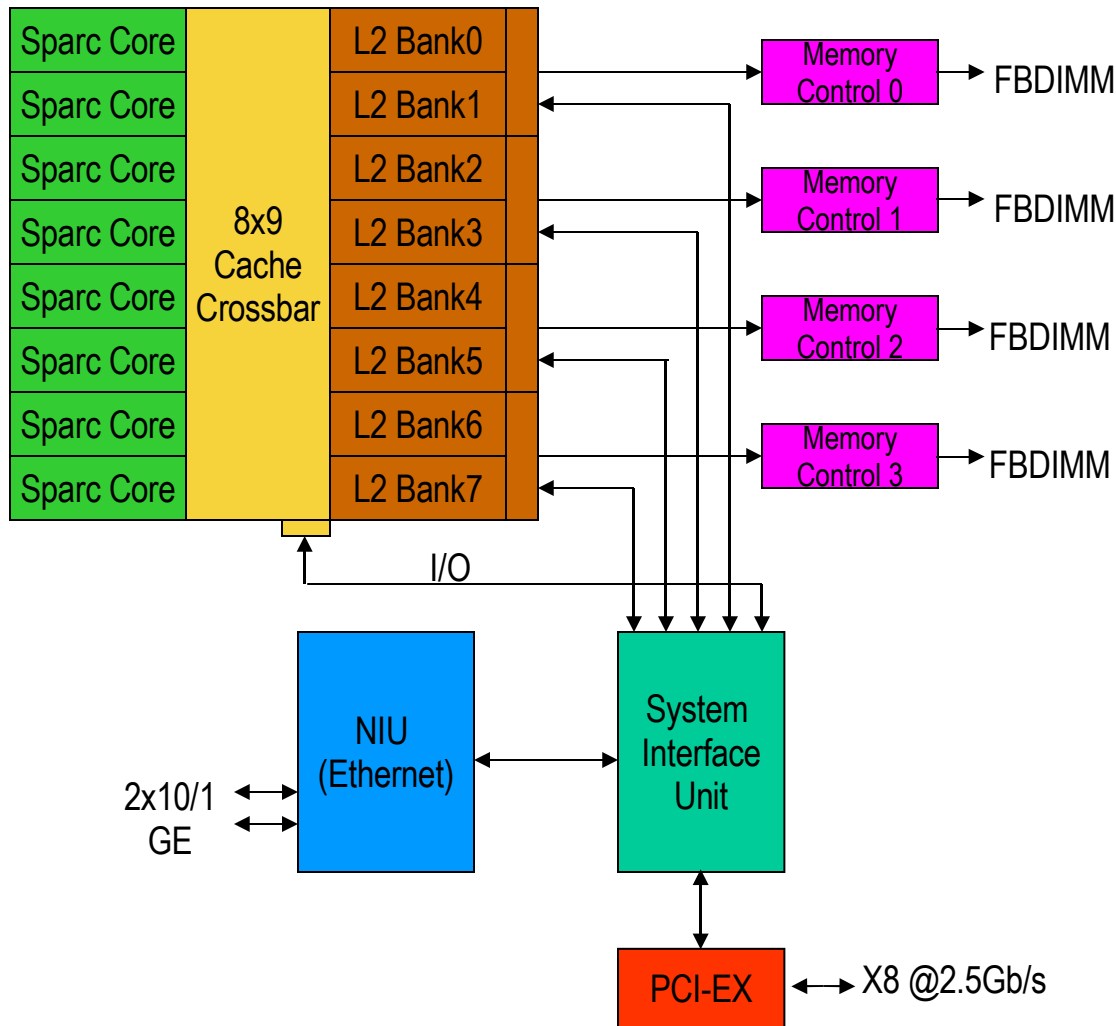 Sparc Core
Sparc Core
Sparc Core
Sparc Core
Sparc Core
Sparc Core
Sparc Core
Sparc Core
8x9
Cache
Crossbar
L2 Bank0
L2 Bank1
L2 Bank2
L2 Bank3
L2 Bank4
L2 Bank5
L2 Bank6
L2 Bank7
Memory
Control 0
FBDIMM
Memory
Control 1
FBDIMM
Memory
Control 2
FBDIMM
Memory
Control 3
FBDIMM
I/O
NIU
(Ethernet)
2x10/1
GE
System
Interface
Unit
PCI-EX
X8 @2.5Gb/s